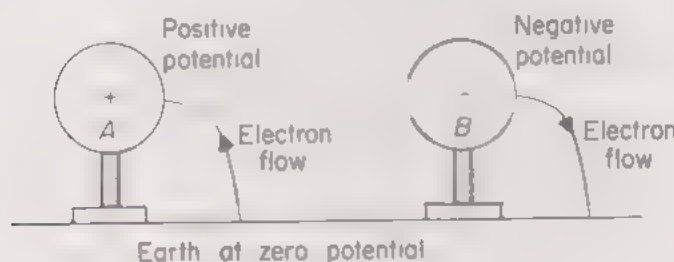 Positive
potential
+
A
Electron
flow
Negative
potential
-
B
Electron
flow
Earth at zero potential